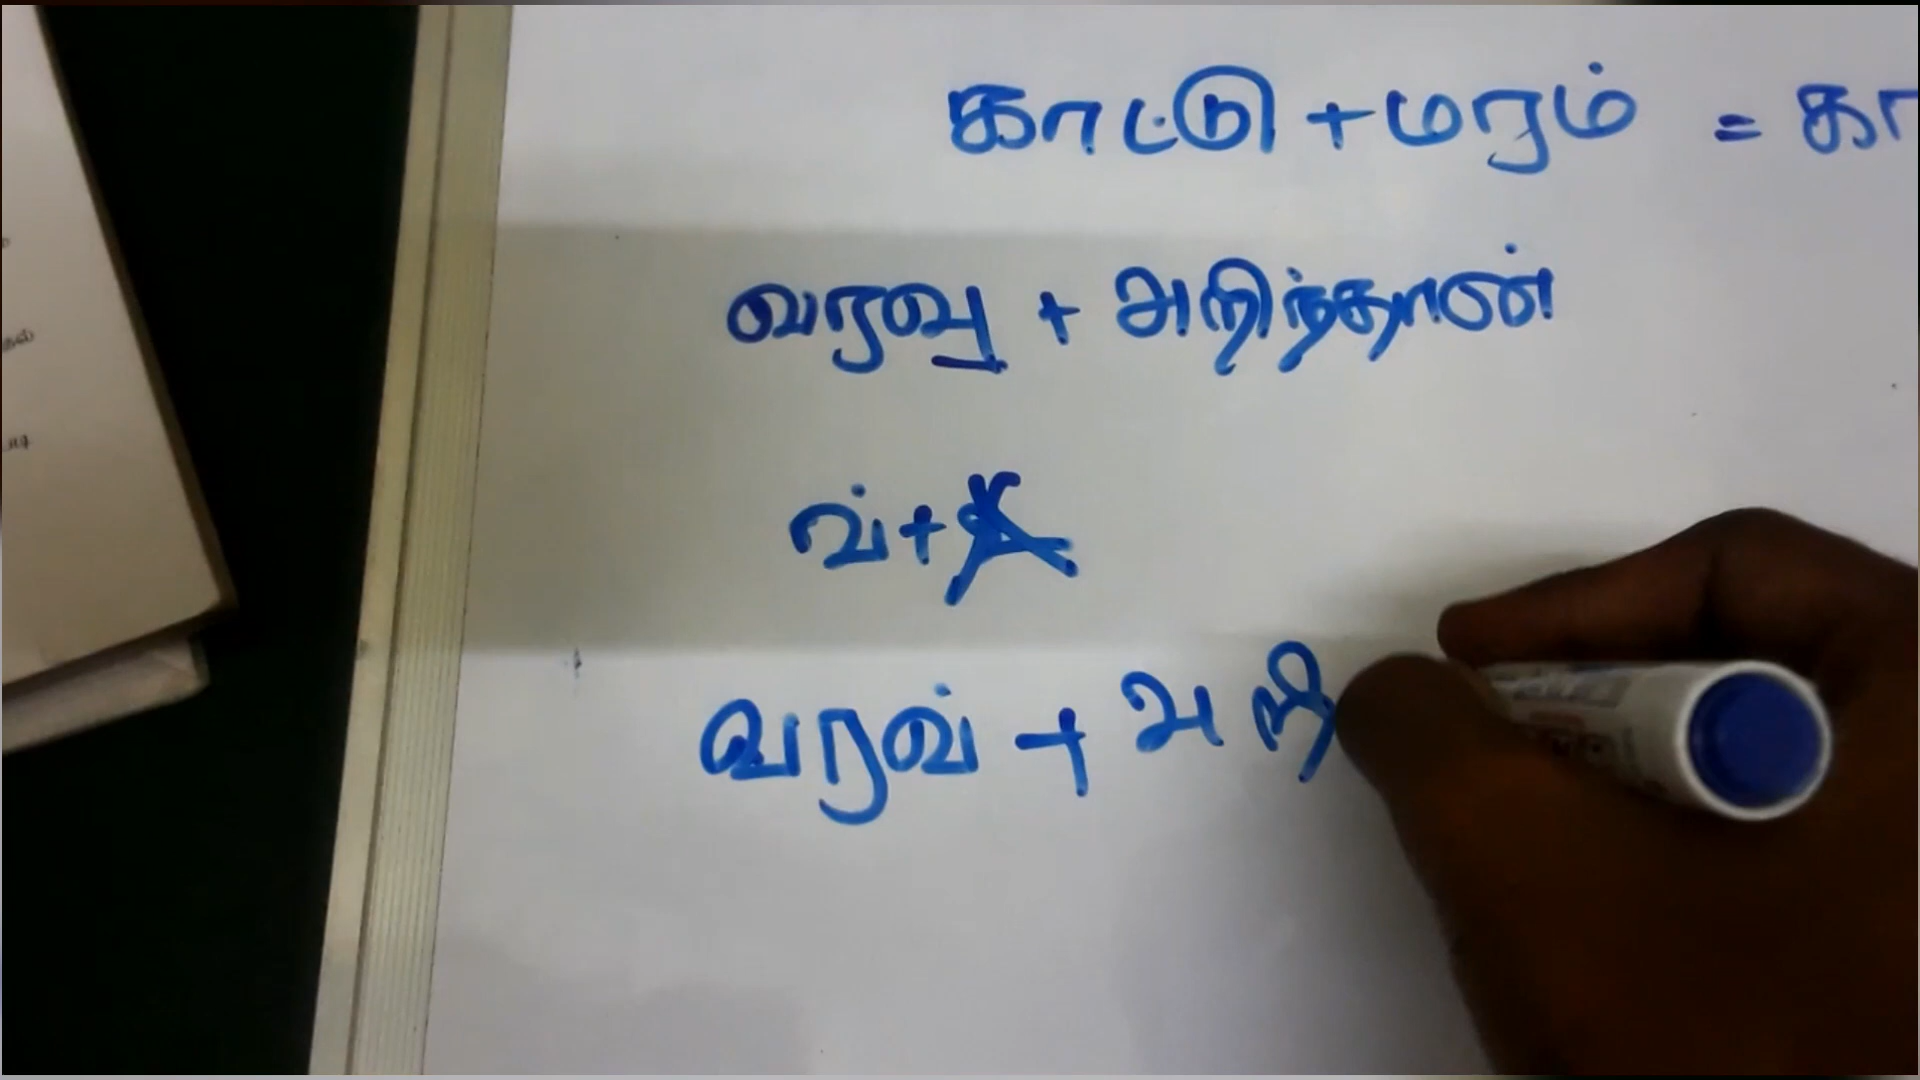 காட்டு + மரம் = கா
வரவு + அறிந்தான்
வ் + உ
வரவ் + அறி